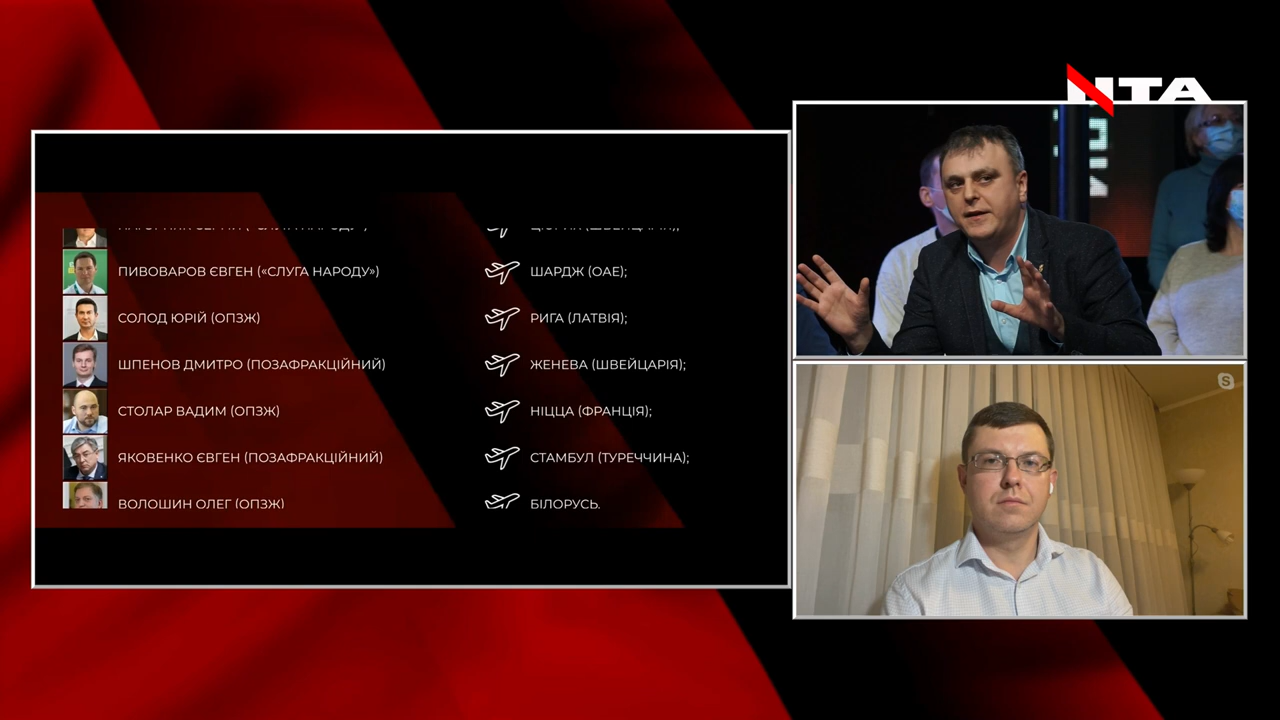 NTA
ПИВОВАРОВ ЄВГЕН («СЛУГА НАРОДУ») ШАРДЖ (ОАЕ);
СОЛОД ЮРІЙ (ОПЗЖ) РИГА (ЛАТВІЯ);
ШПЕНОВ ДМИТРО (ПОЗАФРАКЦІЙНИЙ) ЖЕНЕВА (ШВЕЙЦАРІЯ);
СТОЛАР ВАДИМ (ОПЗЖ) НІЦЦА (ФРАНЦІЯ);
ЯКОВЕНКО ЄВГЕН (ПОЗАФРАКЦІЙНИЙ) СТАМБУЛ (ТУРЕЧЧИНА);
ВОЛОШИН ОЛЕГ (ОПЗЖ) БІЛОРУСЬ.